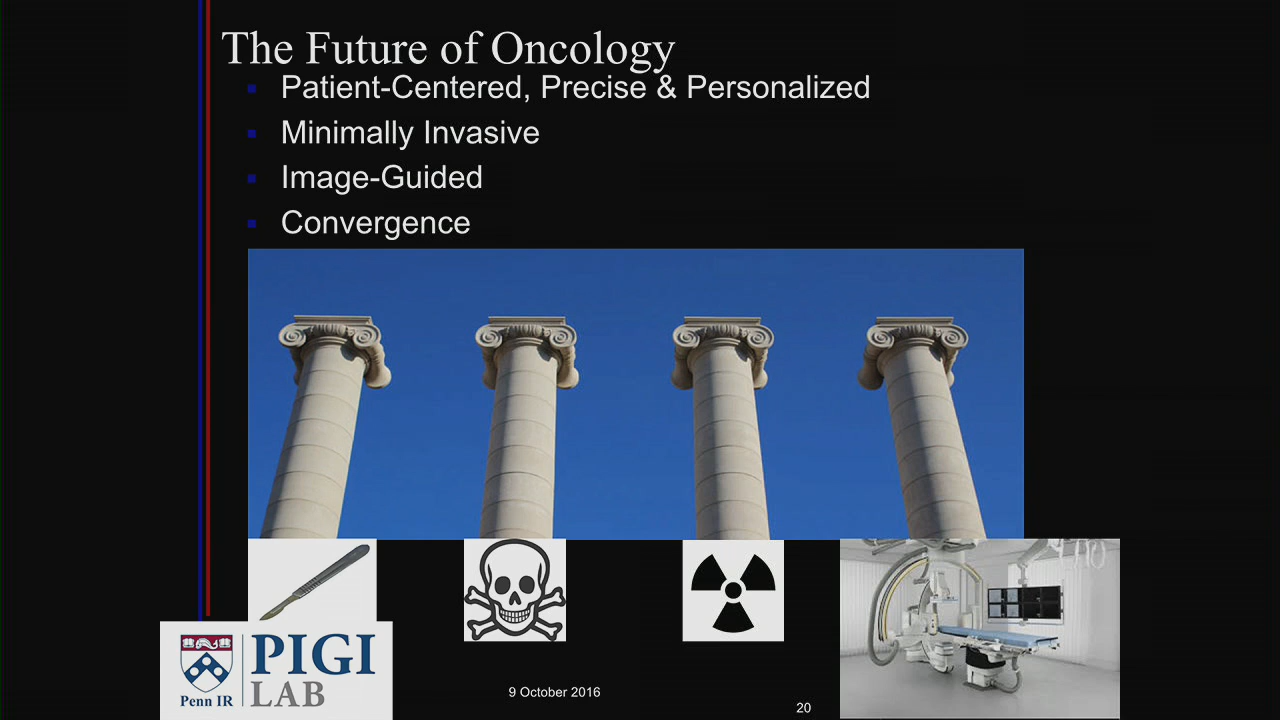 The Future of Oncology
Patient-Centered, Precise & Personalized
Minimally Invasive
Image-Guided
Convergence
PIGI
LAB
Penn IR
9 October 2016
20